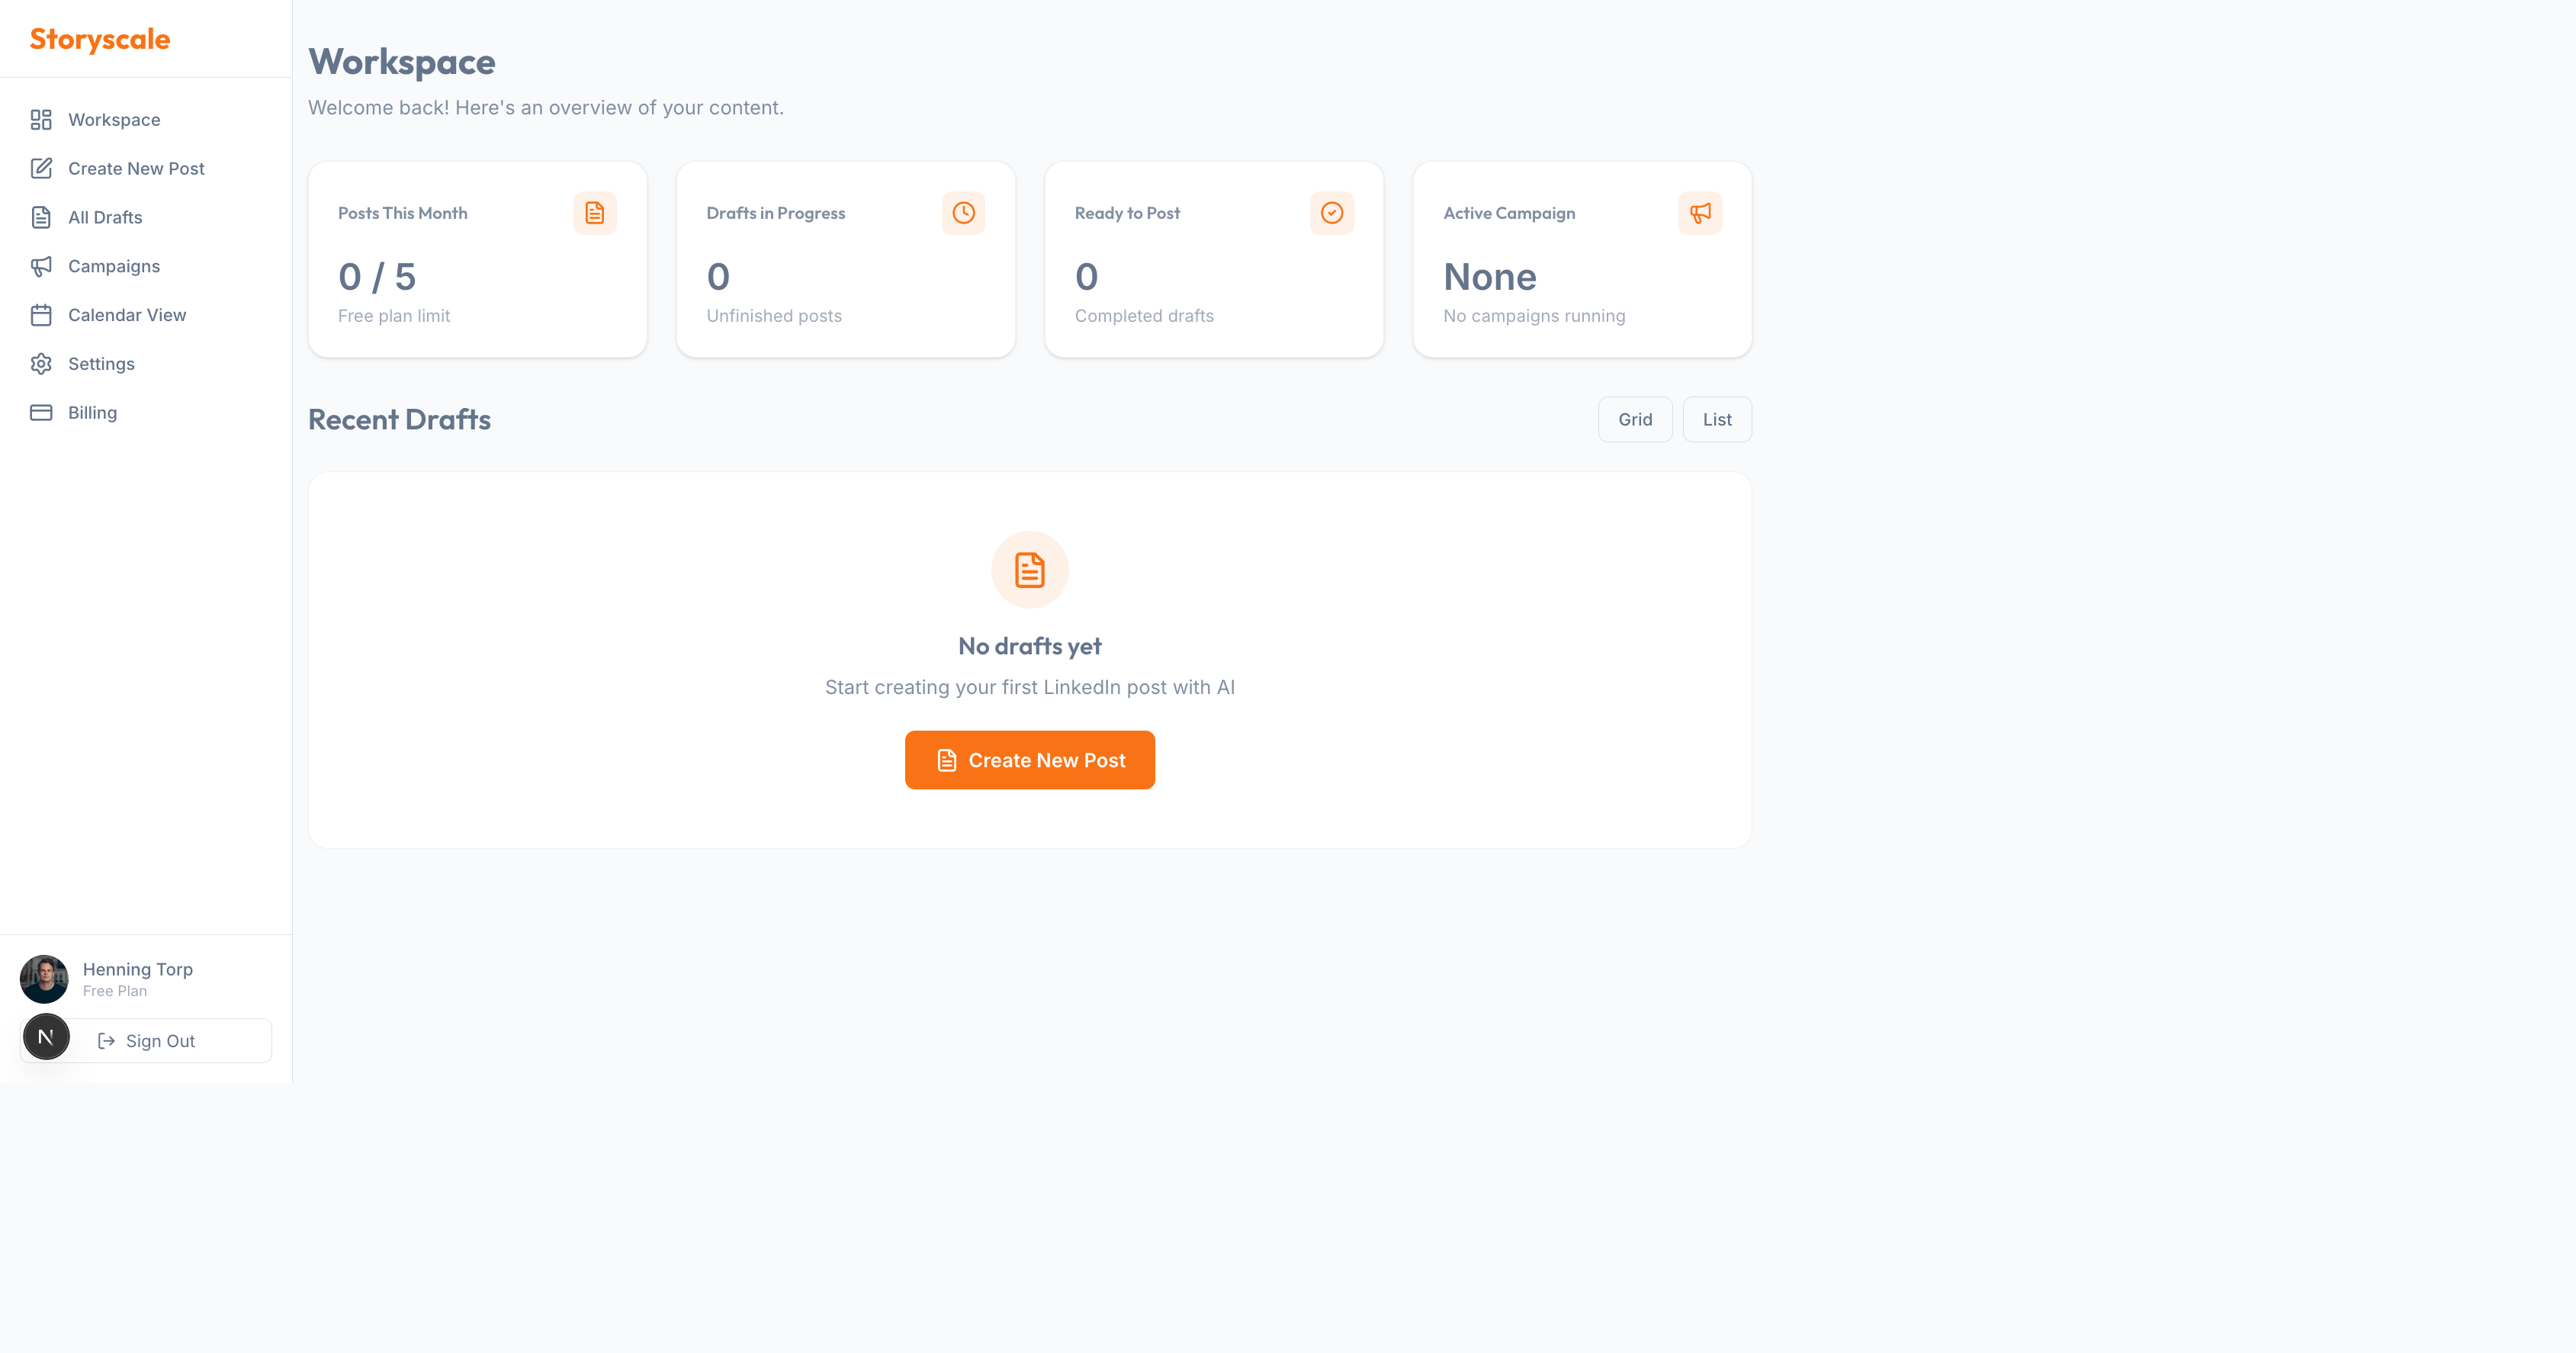 Storyscale
Workspace
Create New Post
All Drafts
Campaigns
Calendar View
Settings
Billing
Henning Torp
Free Plan
N
Sign Out
Workspace
Welcome back! Here's an overview of your content.
Posts This Month
0 / 5
Free plan limit
Drafts in Progress
0
Unfinished posts
Ready to Post
0
Completed drafts
Active Campaign
None
No campaigns running
Recent Drafts
Grid
List
No drafts yet
Start creating your first LinkedIn post with AI
Create New Post